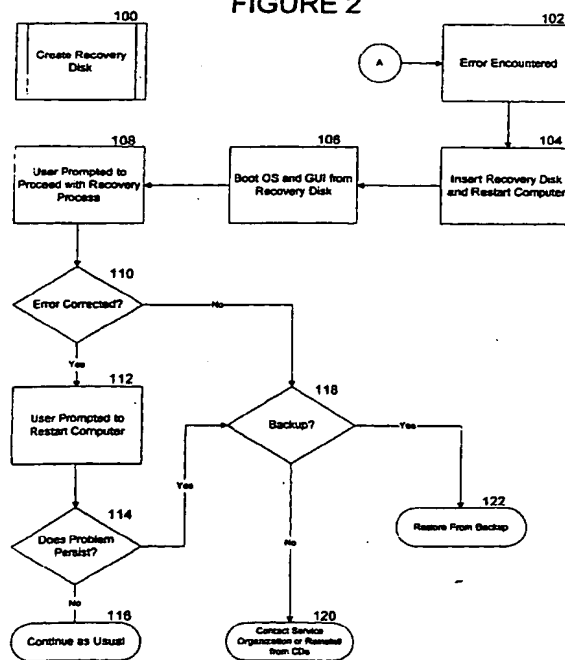 FIGURE 2
100
Create Recovery
Disk
102
A
Error Encountered
104
Insert Recovery Disk
and Restart Computer
106
Boot OS and GUI from
Recovery Disk
108
User Prompted to
Proceed with Recovery
Process
110
Error Corrected?
No
Yes
112
User Prompted to
Restart Computer
118
Backup?
Yes
Yes
122
Restore From Backup
114
Does Problem
Persist?
No
No
116
Continue as Usual
120
Contact Service
Organization or Reinstall
from CDs